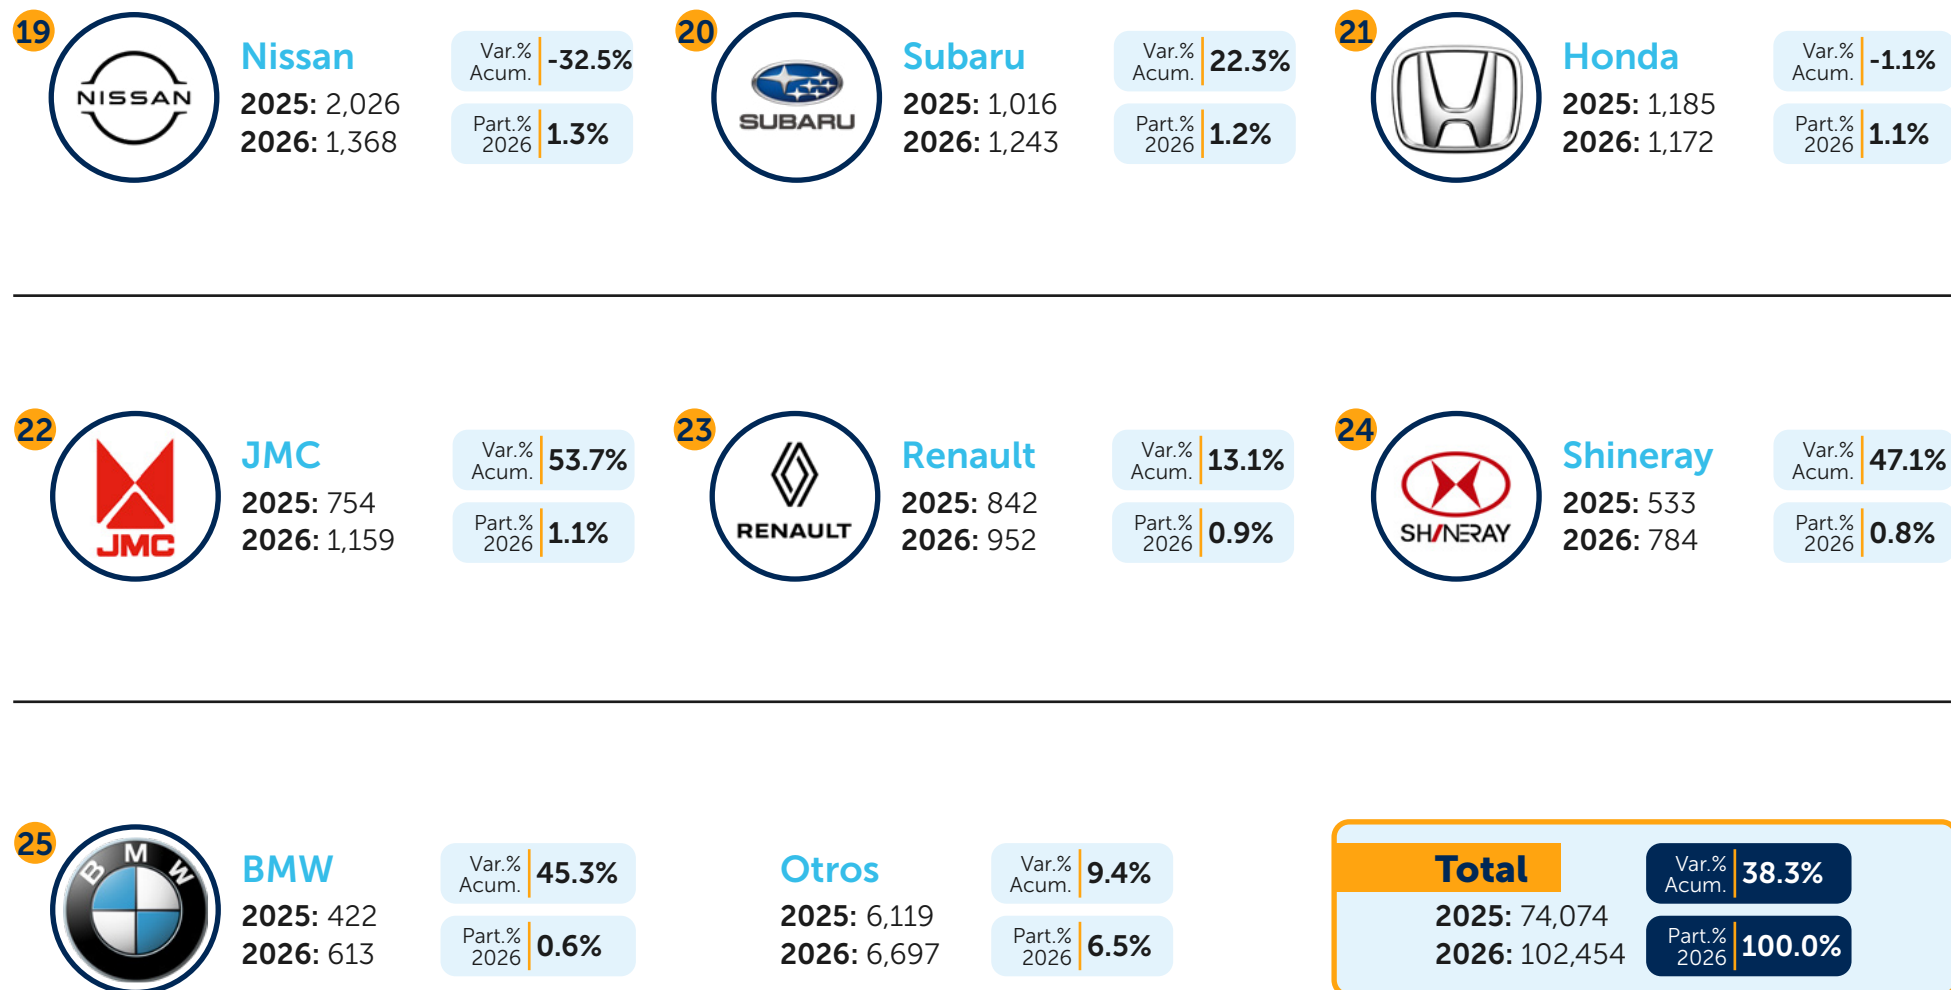 19
NISSAN
Nissan
2025: 2,026
2026: 1,368
Var.%
Acum.
-32.5%
Part.%
2026
1.3%
20
SUBARU
Subaru
2025: 1,016
2026: 1,243
Var.%
Acum.
22.3%
Part.%
2026
1.2%
21
Honda
2025: 1,185
2026: 1,172
Var.%
Acum.
-1.1%
Part.%
2026
1.1%
22
JMC
JMC
2025: 754
2026: 1,159
Var.%
Acum.
53.7%
Part.%
2026
1.1%
23
RENAULT
Renault
2025: 842
2026: 952
Var.%
Acum.
13.1%
Part.%
2026
0.9%
24
SHINERAY
Shineray
2025: 533
2026: 784
Var.%
Acum.
47.1%
Part.%
2026
0.8%
25
BMW
BMW
2025: 422
2026: 613
Var.%
Acum.
45.3%
Part.%
2026
0.6%
Otros
2025: 6,119
2026: 6,697
Var.%
Acum.
9.4%
Part.%
2026
6.5%
Total
2025: 74,074
2026: 102,454
Var.%
Acum.
38.3%
Part.%
2026
100.0%